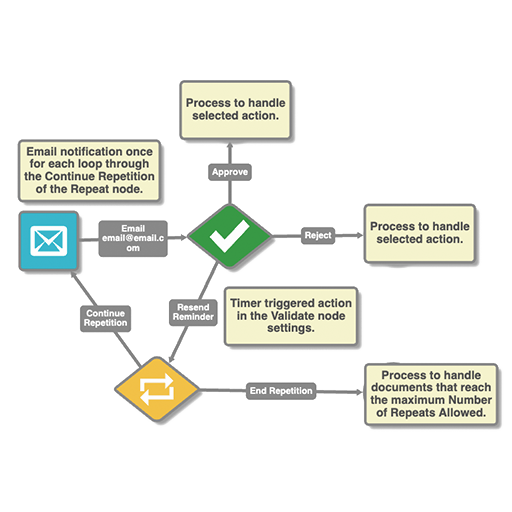 Process to handle
selected action.
Approve
Email notification once
for each loop through
the Continue Repetition
of the Repeat node.
Email
email@email.c
om
Reject
Process to handle
selected action.
Continue
Repetition
Resend
Reminder
Timer triggered action
in the Validate node
settings.
End Repetition
Process to handle
documents that reach
the maximum Number
of Repeats Allowed.